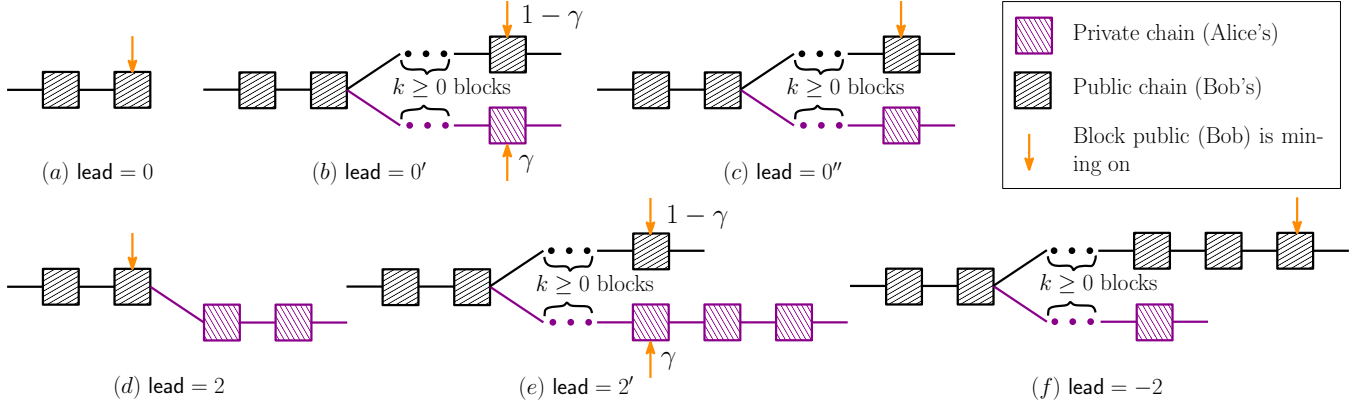 1 − γ
k ≥ 0 blocks
γ
(a) lead = 0
(b) lead = 0′
k ≥ 0 blocks
(c) lead = 0′′
Private chain (Alice's)
Public chain (Bob's)
Block public (Bob) is min-
ing on
(d) lead = 2
1 − γ
k ≥ 0 blocks
γ
(e) lead = 2′
k ≥ 0 blocks
(f) lead = −2